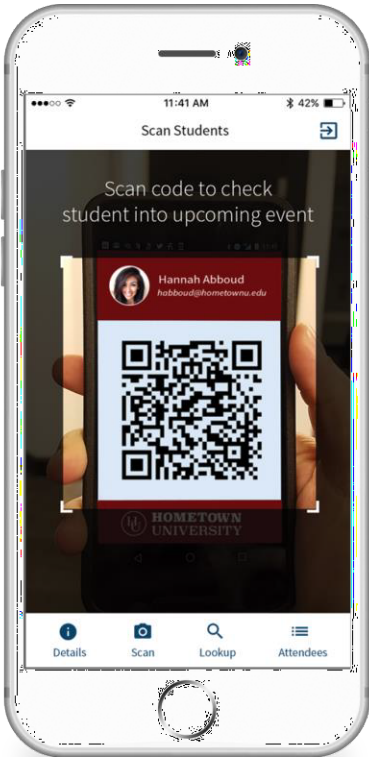 11:41 AM
42%
Scan Students
Scan code to check
student into upcoming event
Hannah Abboud
habboud@hometownu.edu
HU
HOMETOWN
UNIVERSITY
Details
Scan
Lookup
Attendees